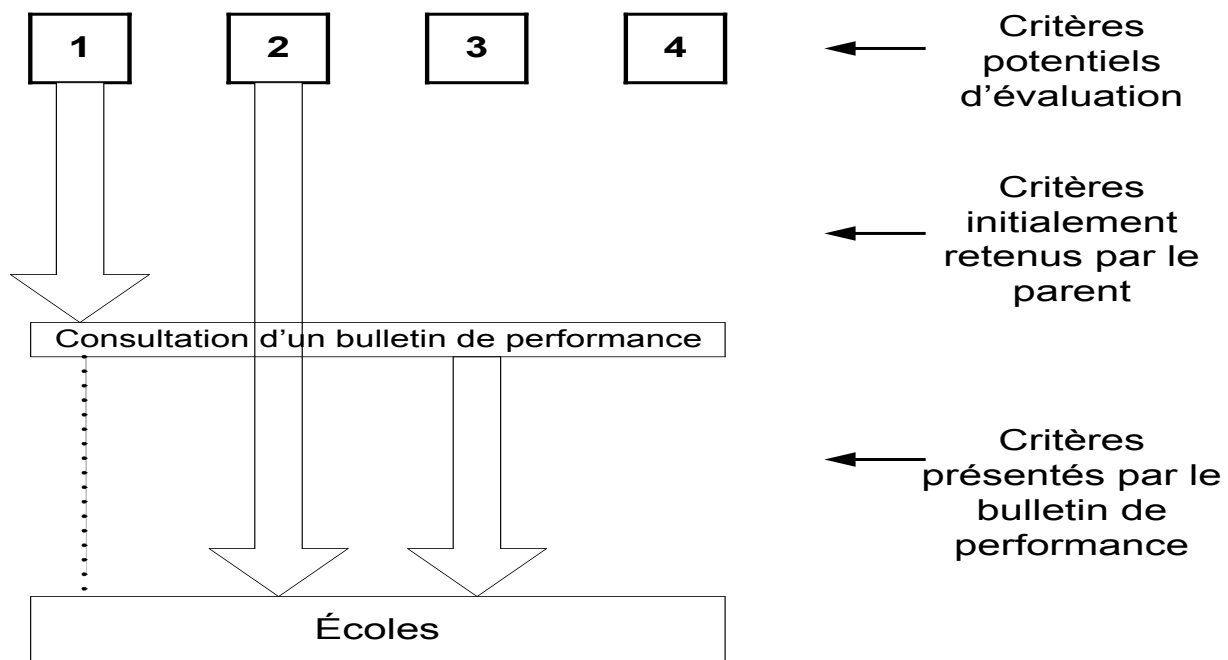 1 2 3 4
Critères
potentiels
d’évaluation
Critères
initialement
retenus par le
parent
Consultation d’un bulletin de performance
Critères
présentés par le
bulletin de
performance
Écoles